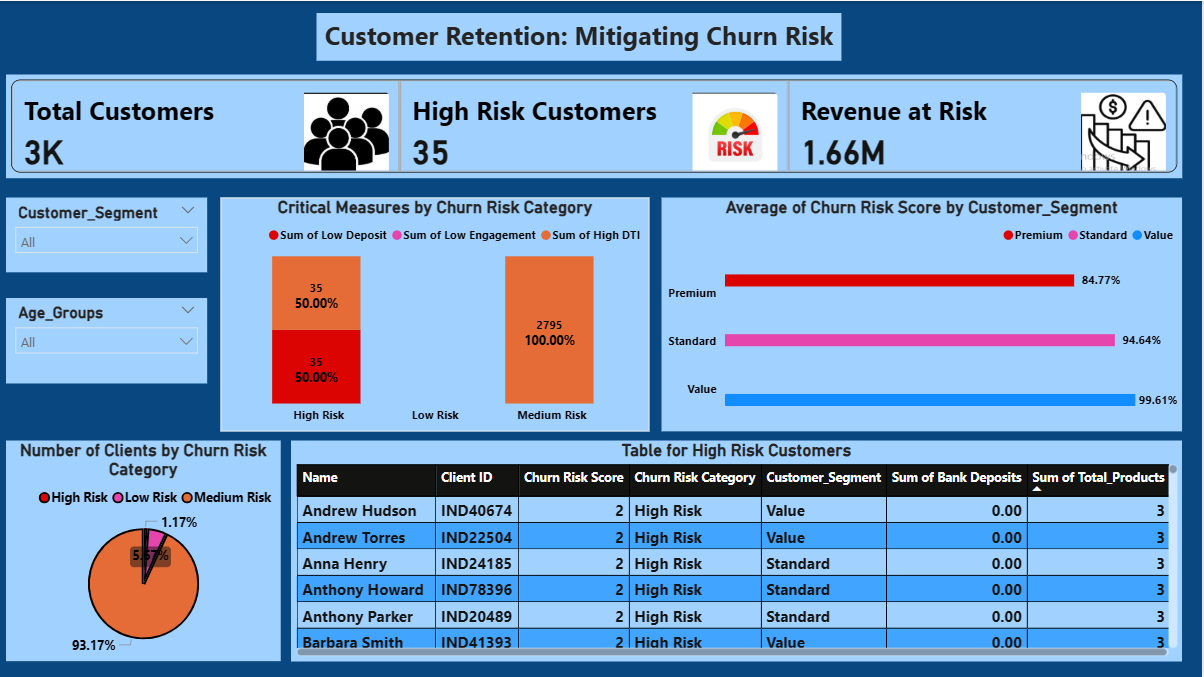 Customer Retention: Mitigating Churn Risk
Total Customers
3K
High Risk Customers
35
RISK
Revenue at Risk
1.66M
Customer_Segment
All
Age_Groups
All
Critical Measures by Churn Risk Category
Sum of Low Deposit Sum of Low Engagement Sum of High DTI
35
50.00%
35
50.00%
2795
100.00%
High Risk Low Risk Medium Risk
Average of Churn Risk Score by Customer_Segment
Premium Standard Value
Premium 84.77%
Standard 94.64%
Value 99.61%
Number of Clients by Churn Risk
Category
High Risk Low Risk Medium Risk
1.17%
5.67%
93.17%
Table for High Risk Customers
Name Client ID Churn Risk Score Churn Risk Category Customer_Segment Sum of Bank Deposits Sum of Total_Products
Andrew Hudson IND40674 2 High Risk Value 0.00 3
Andrew Torres IND22504 2 High Risk Value 0.00 3
Anna Henry IND24185 2 High Risk Standard 0.00 3
Anthony Howard IND78396 2 High Risk Standard 0.00 3
Anthony Parker IND20489 2 High Risk Standard 0.00 3
Barbara Smith IND41393 2 High Risk Value 0.00 3